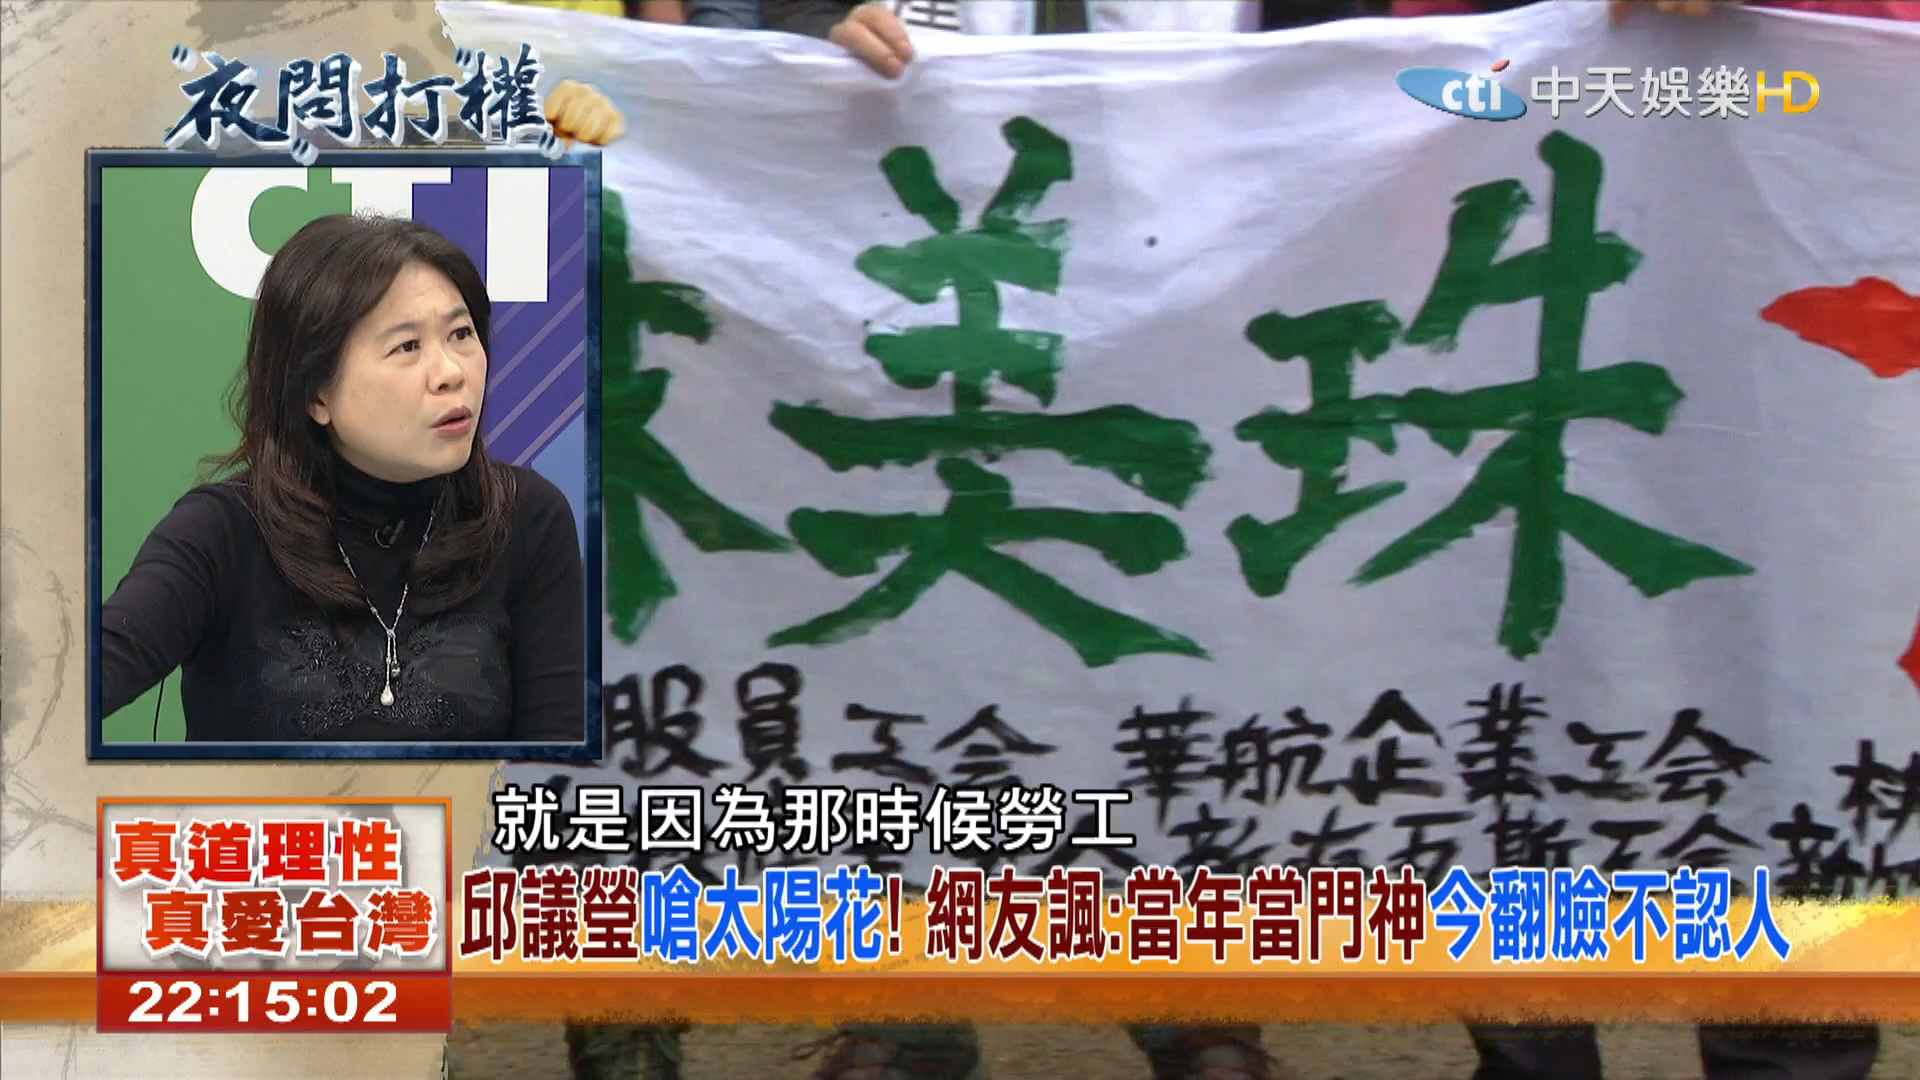 "夜"問打"權"
cti 中天娛樂HD
cTI
美珠
服員工会 華航企業工会
就是因為那時候勞工
真道理性
真愛台灣
邱議瑩嗆太陽花! 網友諷:當年當門神今翻臉不認人
22:15:02